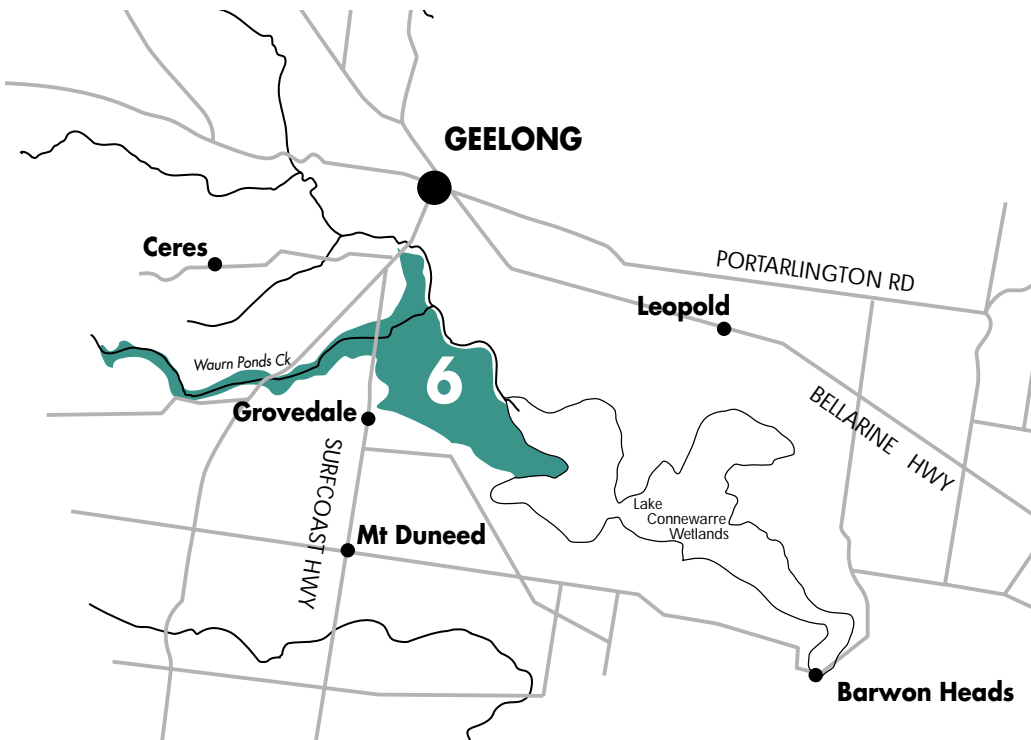 GEELONG
Ceres
PORTARLINGTON RD
Leopold
Waurn Ponds Ck
6
BELLARINE HWY
Grovedale
SURFCOAST HWY
Lake
Connewarre
Wetlands
Mt Duneed
Barwon Heads